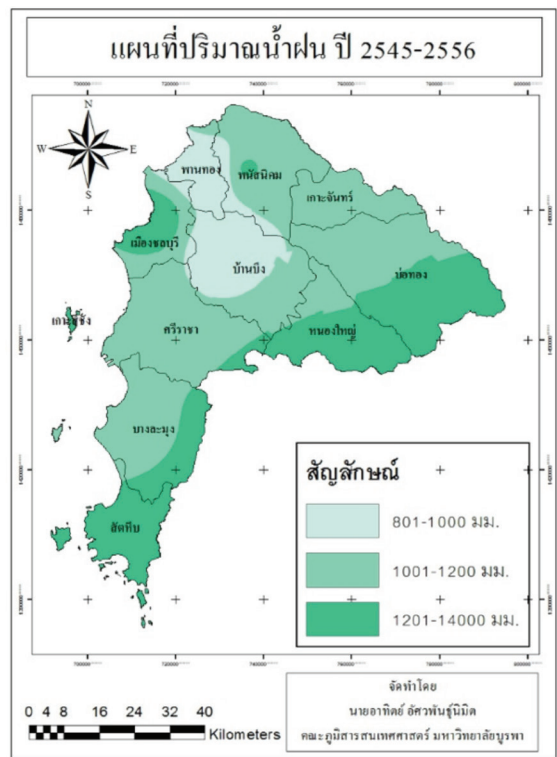 แผนที่ปริมาณน้ำฝน ปี 2545-2556
N
W E
S
พานทอง
พนัสนิคม
เกาะจันทร์
เมืองชลบุรี
บ้านบึง
บ่อทอง
เกาะสีชัง
ศรีราชา
หนองใหญ่
บางละมุง
สัตหีบ
สัญลักษณ์
801-1000 มม.
1001-1200 มม.
1201-14000 มม.
0 4 8 16 24 32 40
Kilometers
จัดทำโดย
นายอาทิตย์ อัศวพันธุ์นิมิต
คณะภูมิสารสนเทศศาสตร์ มหาวิทยาลัยบูรพา